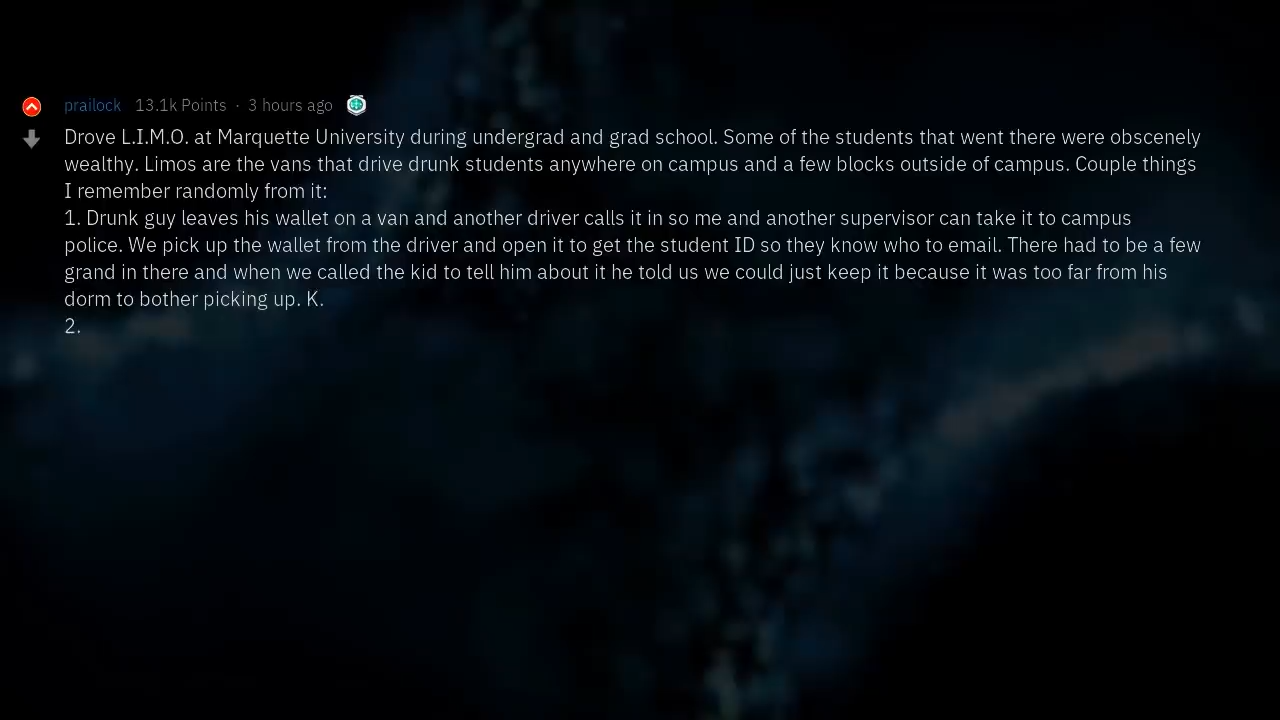 prailock 13.1k Points · 3 hours ago
Drove L.I.M.O. at Marquette University during undergrad and grad school. Some of the students that went there were obscenely
wealthy. Limos are the vans that drive drunk students anywhere on campus and a few blocks outside of campus. Couple things
I remember randomly from it:
1. Drunk guy leaves his wallet on a van and another driver calls it in so me and another supervisor can take it to campus
police. We pick up the wallet from the driver and open it to get the student ID so they know who to email. There had to be a few
grand in there and when we called the kid to tell him about it he told us we could just keep it because it was too far from his
dorm to bother picking up. K.
2.